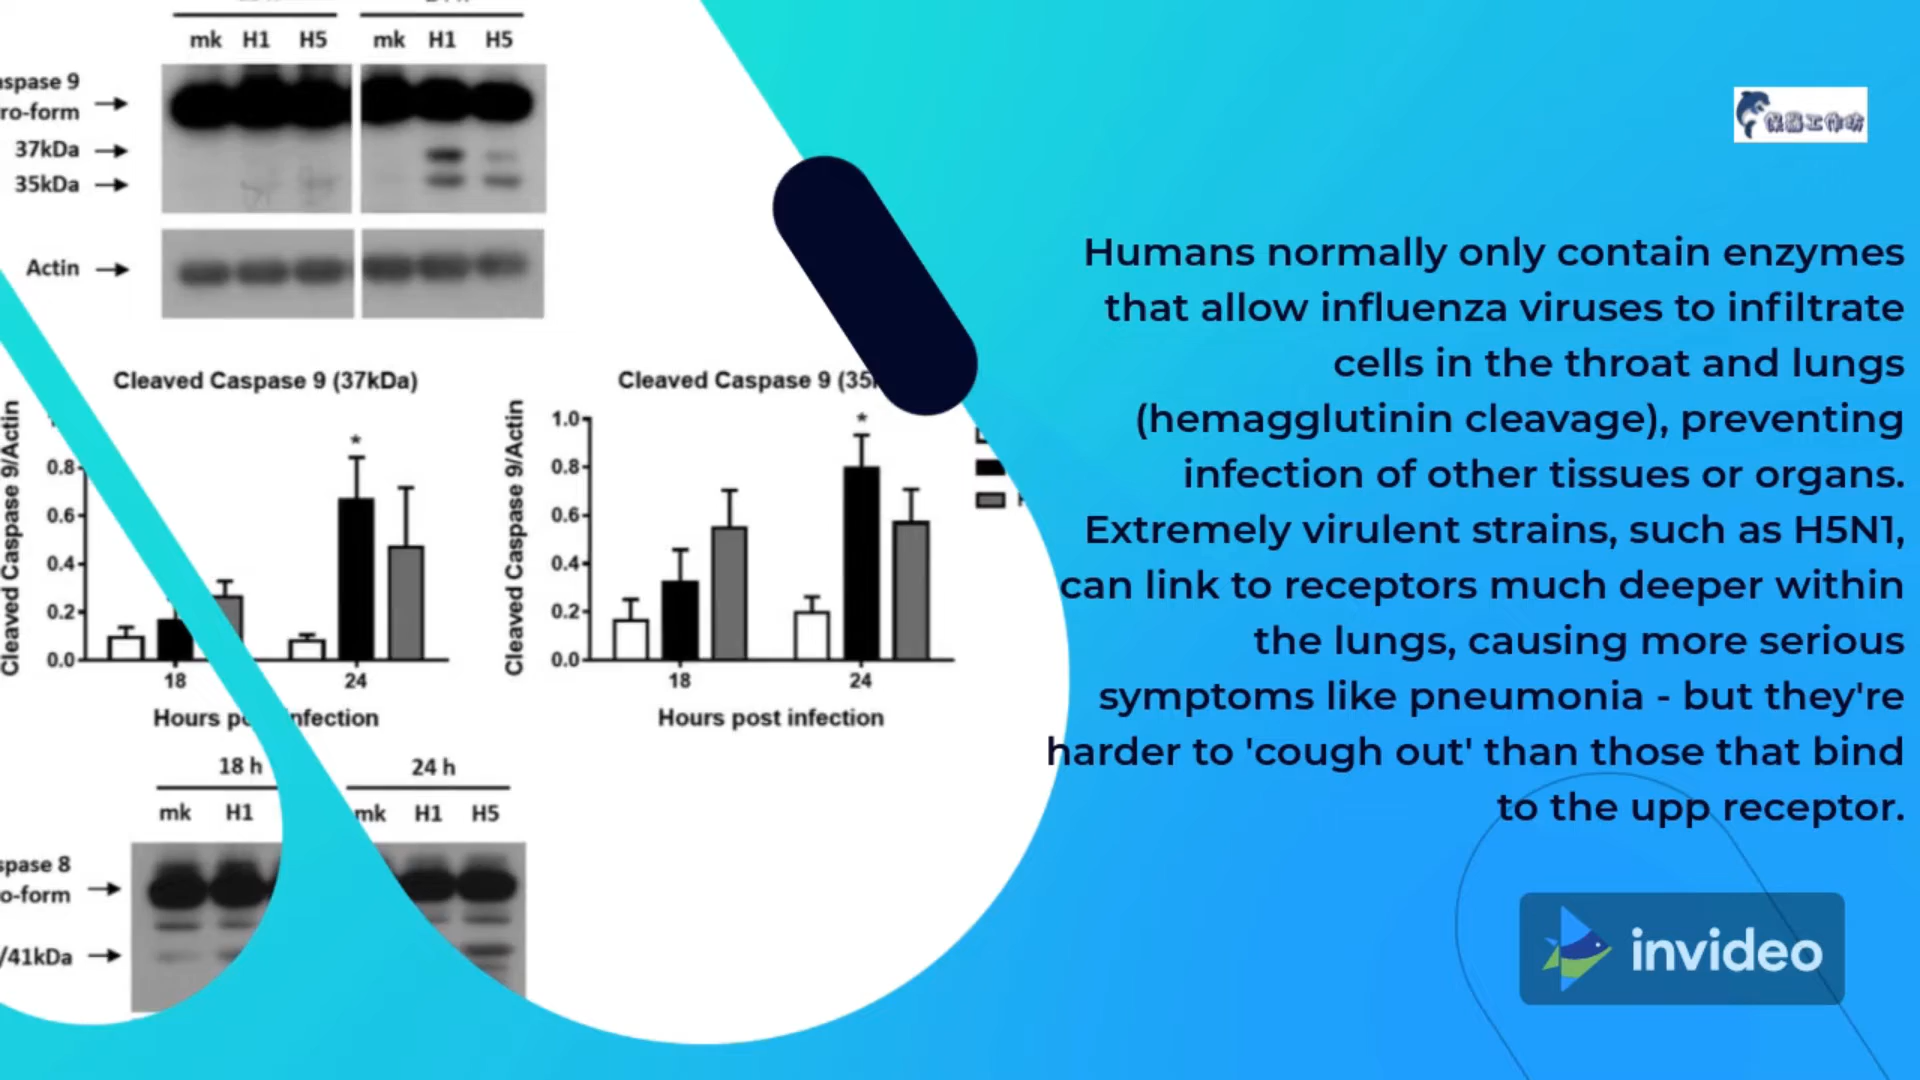 mk H1 H5 mk H1 H5
aspase 9
ro-form
37kDa
35kDa
Actin
Cleaved Caspase 9 (37kDa)
Cleaved Caspase 9/Actin
0.8
0.6
0.4
0.2
0.0
18 24
Hours infection
Cleaved Caspase 9 (35
Cleaved Caspase 9/Actin
1.0
0.8
0.6
0.4
0.2
0.0
18 24
Hours post infection
18 h 24 h
mk H1 mk H1 H5
spase 8
o-form
/41kDa
保器工作坊
Humans normally only contain enzymes
that allow influenza viruses to infiltrate
cells in the throat and lungs
(hemagglutinin cleavage), preventing
infection of other tissues or organs.
Extremely virulent strains, such as H5N1,
can link to receptors much deeper within
the lungs, causing more serious
symptoms like pneumonia - but they're
harder to 'cough out' than those that bind
to the upp receptor.
invideo